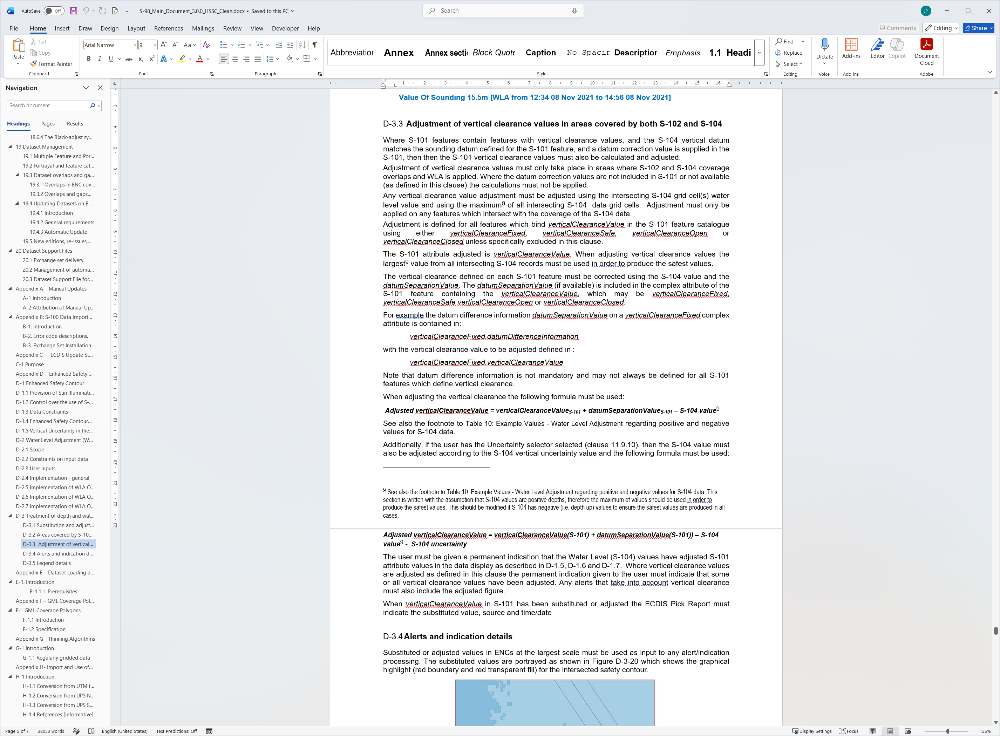 AutoSave Off S-98_Main_Document_3.0.0_HSSC_Clean.docx • Saved to this PC Search JP
File Home Insert Draw Design Layout References Mailings Review View Developer Help Comments Editing Share
Paste Cut Copy Format Painter
Clipboard
Arial Narrow 9
Font
Paragraph
Abbreviation Annex Annex secti Block Quote Caption No Spacin Description Emphasis 1.1 Headi
Styles
Find Replace Select
Editing
Dictate
Voice
Add-ins
Add-ins
Editor Copilot
Document Cloud
Adobe
Navigation
Search document
Headings Pages Results
18.6.4 The Black-adjust sy...
19 Dataset Management
19.1 Multiple Feature and Por...
19.2 Portrayal and feature cat...
19.3 Dataset overlaps and ga...
19.3.1 Overlaps in ENC cov...
19.3.2 Overlaps and gaps...
19.4 Updating Datasets on E...
19.4.1 Introduction
19.4.2 General requirements
19.4.3 Automatic Update
19.5 New editions, re-issues,...
20 Dataset Support Files
20.1 Exchange set delivery
20.2 Management of automa...
20.3 Dataset Support File for...
Appendix A – Manual Updates
A-1 Introduction
A-2 Attribution of Manual Up...
Appendix B: S-100 Data Import...
B-1. Introduction.
B-2. Error code descriptions.
B-3. Exchange Set Installation...
Appendix C - ECDIS Update St...
C-1 Purpose
Appendix D – Enhanced Safety...
D-1 Enhanced Safety Contour
D-1.1 Provision of Sun Illuminati...
D-1.2 Control over the use of S-...
D-1.3 Data Constraints
D-1.4 Enhanced Safety Contour...
D-1.5 Vertical Uncertainty in the...
D-2 Water Level Adjustment (W...
D-2.1 Scope
D-2.2 Constraints on input data
D-2.3 User Inputs
D-2.4 Implementation - general
D-2.5 Implementation of WLA O...
D-2.6 Implementation of WLA O...
D-2.7 Implementation of WLA O...
D-3 Treatment of depth and wat...
D-3.1 Substitution and adjust...
D-3.2 Areas covered by S-10...
D-3.3 Adjustment of vertical...
D-3.4 Alerts and indication d...
D-3.5 Legend details
Appendix E – Dataset Loading a...
E-1. Introduction
E-1.1.1. Prerequisites
Appendix F – GML Coverage Pol...
F-1 GML Coverage Polygons
F-1.1 Introduction
F-1.2 Specification
Appendix G - Thinning Algorithms
G-1 Introduction
G-1.1 Regularly gridded data
Appendix H- Import and Use of...
H-1 Introduction
H-1.1 Conversion from UTM t...
H-1.2 Conversion from UPS N...
H-1.3 Conversion from UPS S...
H-1.4 References [Informative]
1 2 3 4 5 6 7 8 9 10 11 12 13 14 15 16
3 4 5 6 7 8 9 10 11 12 13 14 15 16 17 18 19 20 21 22 23
Value Of Sounding 15.5m [WLA from 12:34 08 Nov 2021 to 14:56 08 Nov 2021]
D-3.3 Adjustment of vertical clearance values in areas covered by both S-102 and S-104
Where S-101 features contain features with vertical clearance values, and the S-104 vertical datum
matches the sounding datum defined for the S-101 feature, and a datum correction value is supplied in the
S-101, then then the S-101 vertical clearance values must also be calculated and adjusted.
Adjustment of vertical clearance values must only take place in areas where S-102 and S-104 coverage
overlaps and WLA is applied. Where the datum correction values are not included in S-101 or not available
(as defined in this clause) the calculations must not be applied.
Any vertical clearance value adjustment must be adjusted using the intersecting S-104 grid cell(s) water
level value and using the maximum9 of all intersecting S-104 data grid cells. Adjustment must only be
applied on any features which intersect with the coverage of the S-104 data.
Adjustment is defined for all features which bind verticalClearanceValue in the S-101 feature catalogue
using either verticalClearanceFixed, verticalClearanceSafe, verticalClearanceOpen or
verticalClearanceClosed unless specifically excluded in this clause.
The S-101 attribute adjusted is verticalClearanceValue. When adjusting vertical clearance values the
largest9 value from all intersecting S-104 records must be used in order to produce the safest values.
The vertical clearance defined on each S-101 feature must be corrected using the S-104 value and the
datumSeparationValue. The datumSeparationValue (if available) is included in the complex attribute of the
S-101 feature containing the verticalClearanceValue, which may be verticalClearanceFixed,
verticalClearanceSafe verticalClearanceOpen or verticalClearanceClosed.
For example the datum difference information datumSeparationValue on a verticalClearanceFixed complex
attribute is contained in:
verticalClearanceFixed.datumDifferenceInformation
with the vertical clearance value to be adjusted defined in :
verticalClearanceFixed.verticalClearanceValue
Note that datum difference information is not mandatory and may not always be defined for all S-101
features which define vertical clearance.
When adjusting the vertical clearance the following formula must be used:
Adjusted verticalClearanceValue = verticalClearanceValueS-101 + datumSeparationValueS-101 – S-104 value9
See also the footnote to Table 10: Example Values - Water Level Adjustment regarding positive and negative
values for S-104 data.
Additionally, if the user has the Uncertainty selector selected (clause 11.9.10), then the S-104 value must
also be adjusted according to the S-104 vertical uncertainty value and the following formula must be used:
9 See also the footnote to Table 10: Example Values - Water Level Adjustment regarding positive and negative values for S-104 data. This
section is written with the assumption that S-104 values are positive depths, therefore the maximum of values should be used in order to
produce the safest values. This should be modified if S-104 has negative (i.e. depth up) values to ensure the safest values are produced in all
cases.
Adjusted verticalClearanceValue = verticalClearanceValue(S-101) + datumSeparationValue(S-101)) – S-104
value9 - S-104 uncertainty
The user must be given a permanent indication that the Water Level (S-104) values have adjusted S-101
attribute values in the data display as described in D-1.5, D-1.6 and D-1.7. Where vertical clearance values
are adjusted as defined in this clause the permanent indication given to the user must indicate that some
or all vertical clearance values have been adjusted. Any alerts that take into account vertical clearance
must also include the adjusted figure.
When verticalClearanceValue in S-101 has been substituted or adjusted the ECDIS Pick Report must
indicate the substituted value, source and time/date
D-3.4 Alerts and indication details
Substituted or adjusted values in ENCs at the largest scale must be used as input to any alert/indication
processing. The substituted values are portrayed as shown in Figure D-3-20 which shows the graphical
highlight (red boundary and red transparent fill) for the intersected safety contour.
Page 5 of 7 38053 words English (United States) Text Predictions: Off Display Settings Focus 126%